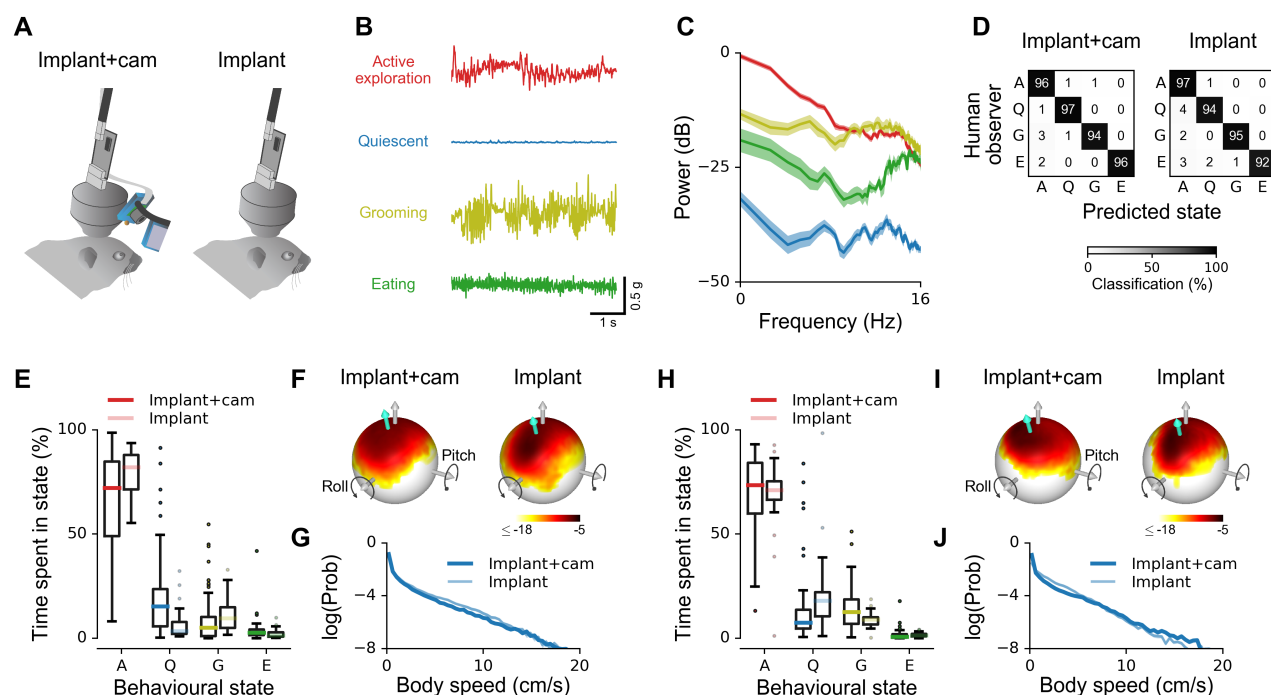 A
Implant+cam
Implant
B
Active
exploration
Quiescent
Grooming
Eating
0.5 g
1 s
C
0
−25
−50
Power (dB)
0
16
Frequency (Hz)
D
Implant+cam
Implant
Human
observer
A
96 1 1 0
97 1 0 0
Q
1 97 0 0
4 94 0 0
G
3 1 94 0
2 0 95 0
E
2 0 0 96
3 2 1 92
A Q G E
A Q G E
Predicted state
0 50 100
Classification (%)
E
Implant+cam
Implant
Time spent in state (%)
100
50
0
A Q G E
Behavioural state
F
Implant+cam
Implant
Roll
Pitch
≤ -18
-5
G
Implant+cam
Implant
log(Prob)
0
−4
−8
0 10 20
Body speed (cm/s)
H
Implant+cam
Implant
Time spent in state (%)
100
50
0
A Q G E
Behavioural state
I
Implant+cam
Implant
Roll
Pitch
≤ -18
-5
J
Implant+cam
Implant
log(Prob)
0
−4
−8
0 10 20
Body speed (cm/s)